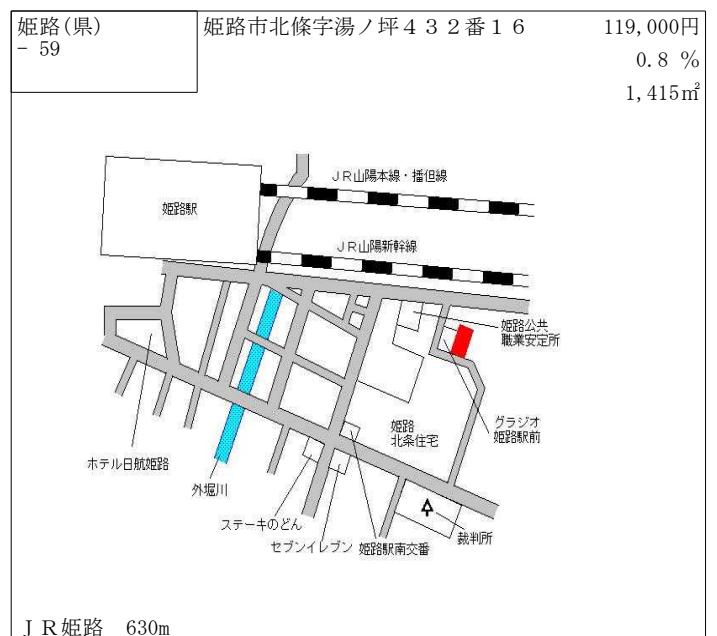 姫路(県)
- 59
姫路市北條字湯ノ坪４３２番１６
119,000円
0.8 %
1,415㎡
ＪＲ山陽本線・播但線
姫路駅
ＪＲ山陽新幹線
姫路公共
職業安定所
グラジオ
姫路駅前
姫路
北条住宅
ホテル日航姫路
外堀川
ステーキのどん
セブンイレブン
姫路駅南交番
裁判所
ＪＲ姫路 630m